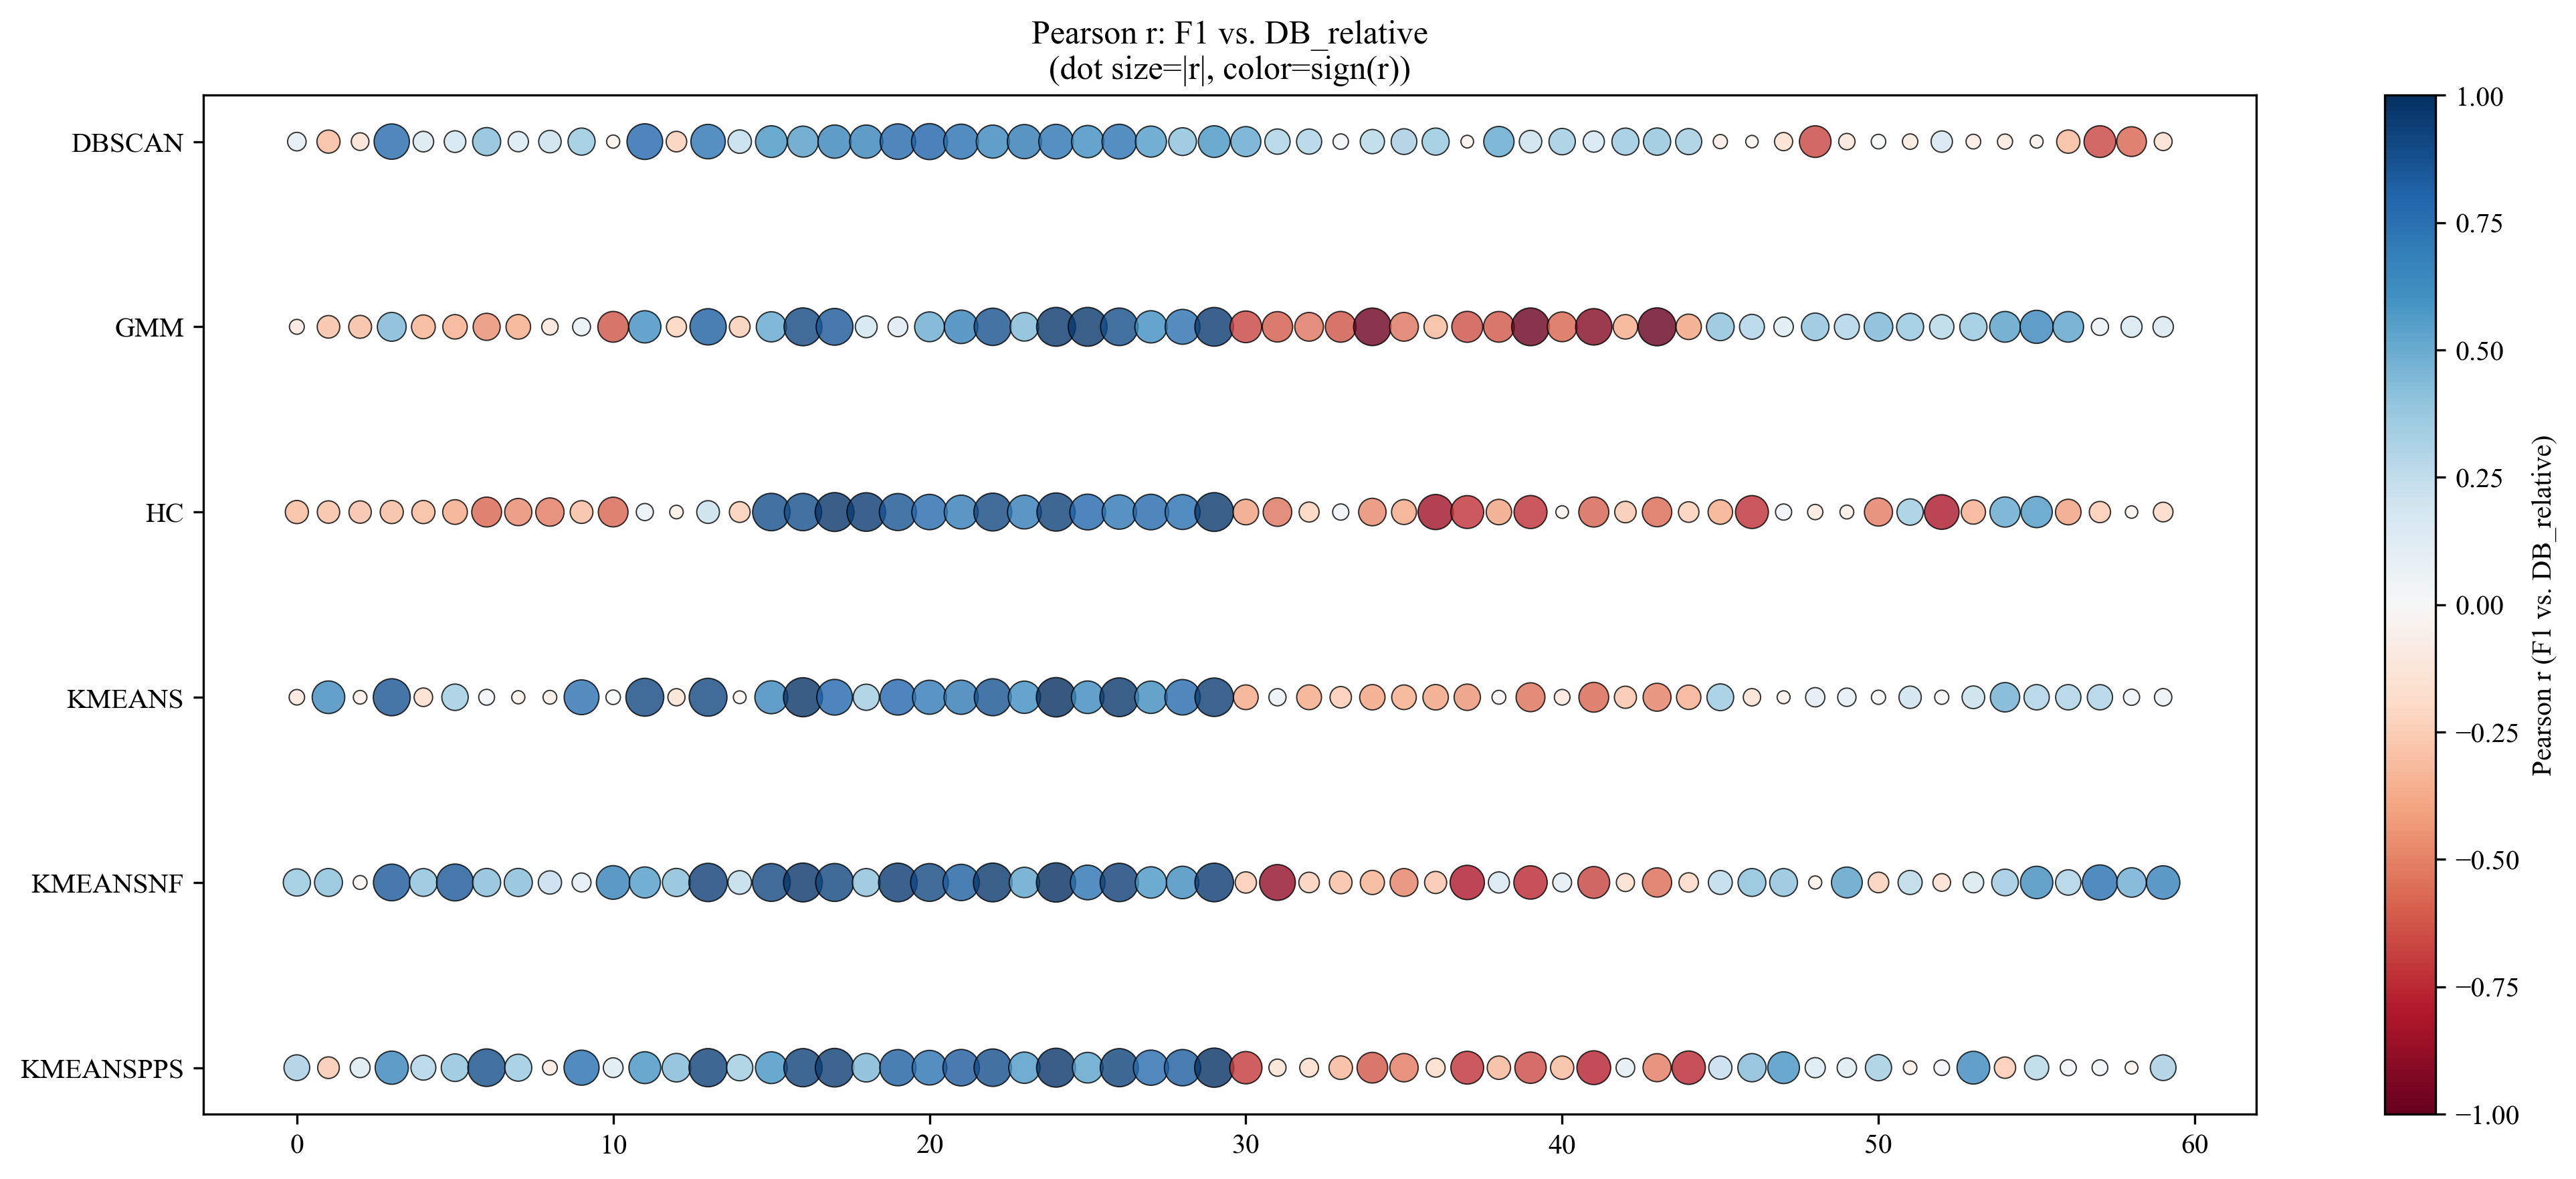 Pearson r: F1 vs. DB_relative
(dot size=|r|, color=sign(r))
DBSCAN
GMM
HC
KMEANS
KMEANSNF
KMEANSPPS
0
10
20
30
40
50
60
1.00
0.75
0.50
0.25
0.00
−0.25
−0.50
−0.75
−1.00
Pearson r (F1 vs. DB_relative)